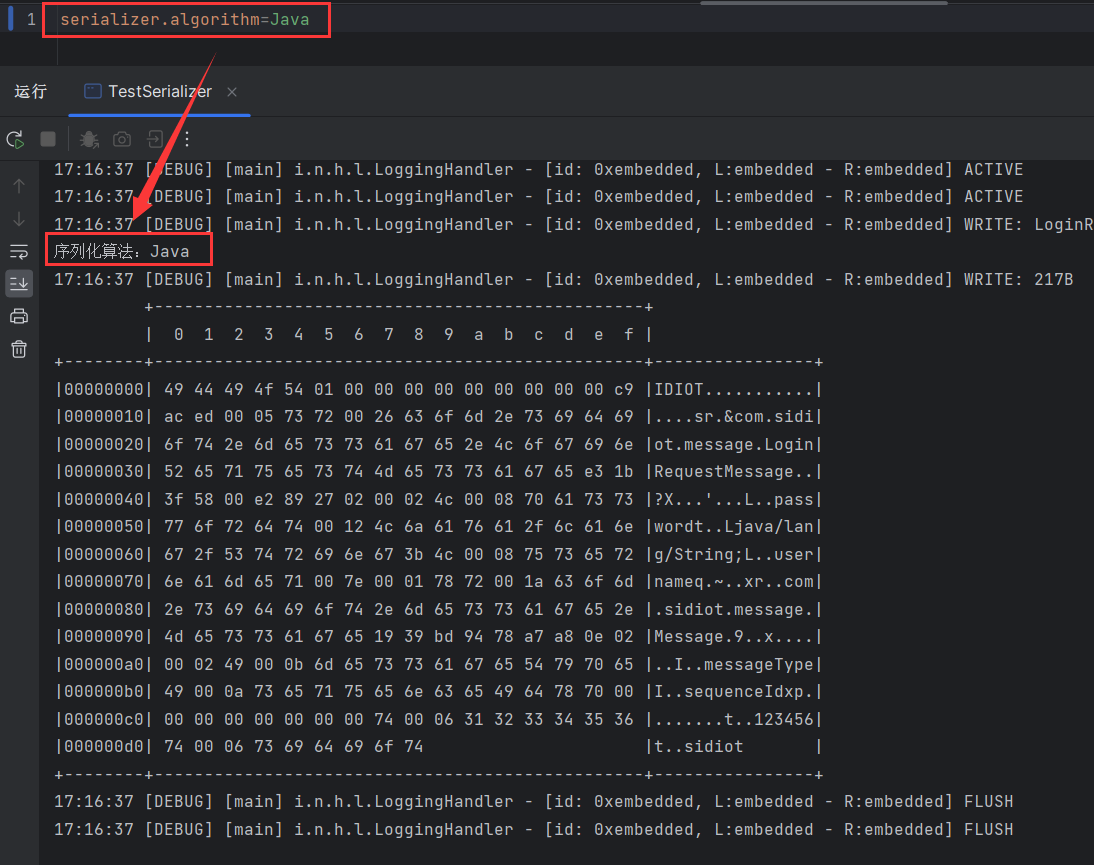 1 serializer.algorithm=Java
运行 TestSerializer ×
17:16:37 [DEBUG] [main] i.n.h.l.LoggingHandler - [id: 0xembedded, L:embedded - R:embedded] ACTIVE
17:16:37 [DEBUG] [main] i.n.h.l.LoggingHandler - [id: 0xembedded, L:embedded - R:embedded] ACTIVE
17:16:37 [DEBUG] [main] i.n.h.l.LoggingHandler - [id: 0xembedded, L:embedded - R:embedded] WRITE: LoginR
序列化算法：Java
17:16:37 [DEBUG] [main] i.n.h.l.LoggingHandler - [id: 0xembedded, L:embedded - R:embedded] WRITE: 217B
         +-------------------------------------------------+
         |  0  1  2  3  4  5  6  7  8  9  a  b  c  d  e  f |
+--------+-------------------------------------------------+----------------+
|00000000| 49 44 49 4f 54 01 00 00 00 00 00 00 00 00 00 c9 |IDIOT...........|
|00000010| ac ed 00 05 73 72 00 26 63 6f 6d 2e 73 69 64 69 |....sr.&com.sidi|
|00000020| 6f 74 2e 6d 65 73 73 61 67 65 2e 4c 6f 67 69 6e |ot.message.Login|
|00000030| 52 65 71 75 65 73 74 4d 65 73 73 61 67 65 e3 1b |RequestMessage..|
|00000040| 3f 58 00 e2 89 27 02 00 02 4c 00 08 70 61 73 73 |?X...'...L..pass|
|00000050| 77 6f 72 64 74 00 12 4c 6a 61 76 61 2f 6c 61 6e |wordt..Ljava/lan|
|00000060| 67 2f 53 74 72 69 6e 67 3b 4c 00 08 75 73 65 72 |g/String;L..user|
|00000070| 6e 61 6d 65 71 00 7e 00 01 78 72 00 1a 63 6f 6d |nameq.~..xr..com|
|00000080| 2e 73 69 64 69 6f 74 2e 6d 65 73 73 61 67 65 2e |.sidiot.message.|
|00000090| 4d 65 73 73 61 67 65 19 39 bd 94 78 a7 a8 0e 02 |Message.9..x....|
|000000a0| 00 02 49 00 0b 6d 65 73 73 61 67 65 54 79 70 65 |..I..messageType|
|000000b0| 49 00 0a 73 65 71 75 65 6e 63 65 49 64 78 70 00 |I..sequenceIdxp.|
|000000c0| 00 00 00 00 00 00 00 74 00 06 31 32 33 34 35 36 |.......t..123456|
|000000d0| 74 00 06 73 69 64 69 6f 74                      |t..sidiot       |
+--------+-------------------------------------------------+----------------+
17:16:37 [DEBUG] [main] i.n.h.l.LoggingHandler - [id: 0xembedded, L:embedded - R:embedded] FLUSH
17:16:37 [DEBUG] [main] i.n.h.l.LoggingHandler - [id: 0xembedded, L:embedded - R:embedded] FLUSH